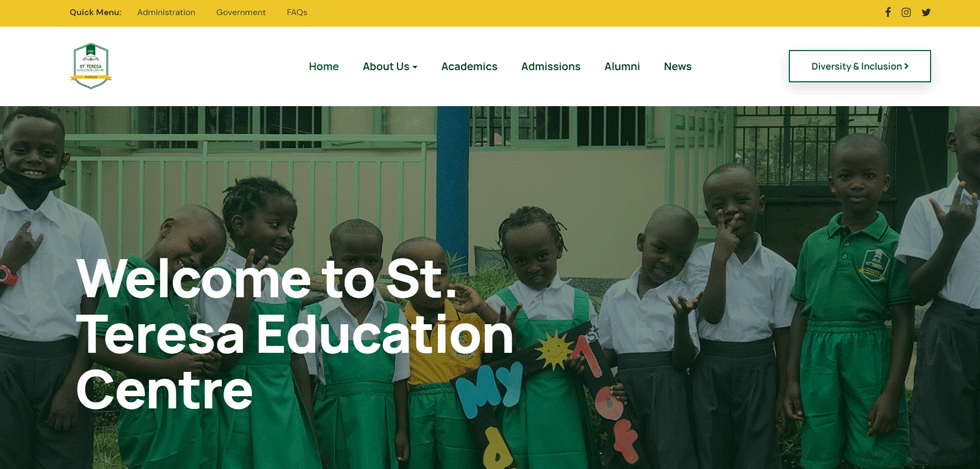 Quick Menu: Administration Government FAQs
ST TERESA
Home About Us Academics Admissions Alumni News
Diversity & Inclusion
Welcome to St.
Teresa Education
Centre
My